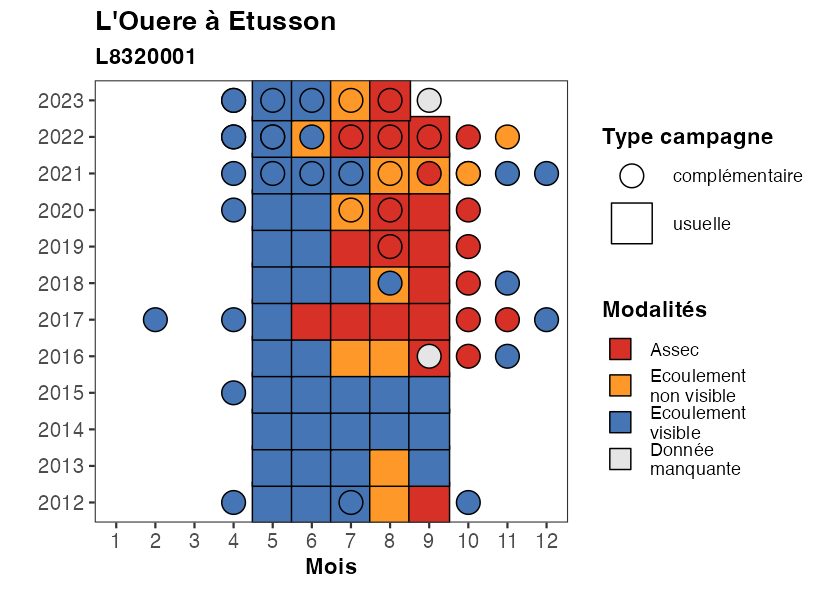 L'Ouere à Etusson
L8320001
2023
2022
2021
2020
2019
2018
2017
2016
2015
2014
2013
2012
1 2 3 4 5 6 7 8 9 10 11 12
Mois
Type campagne
complémentaire
usuelle
Modalités
Assec
Ecoulement
non visible
Ecoulement
visible
Donnée
manquante